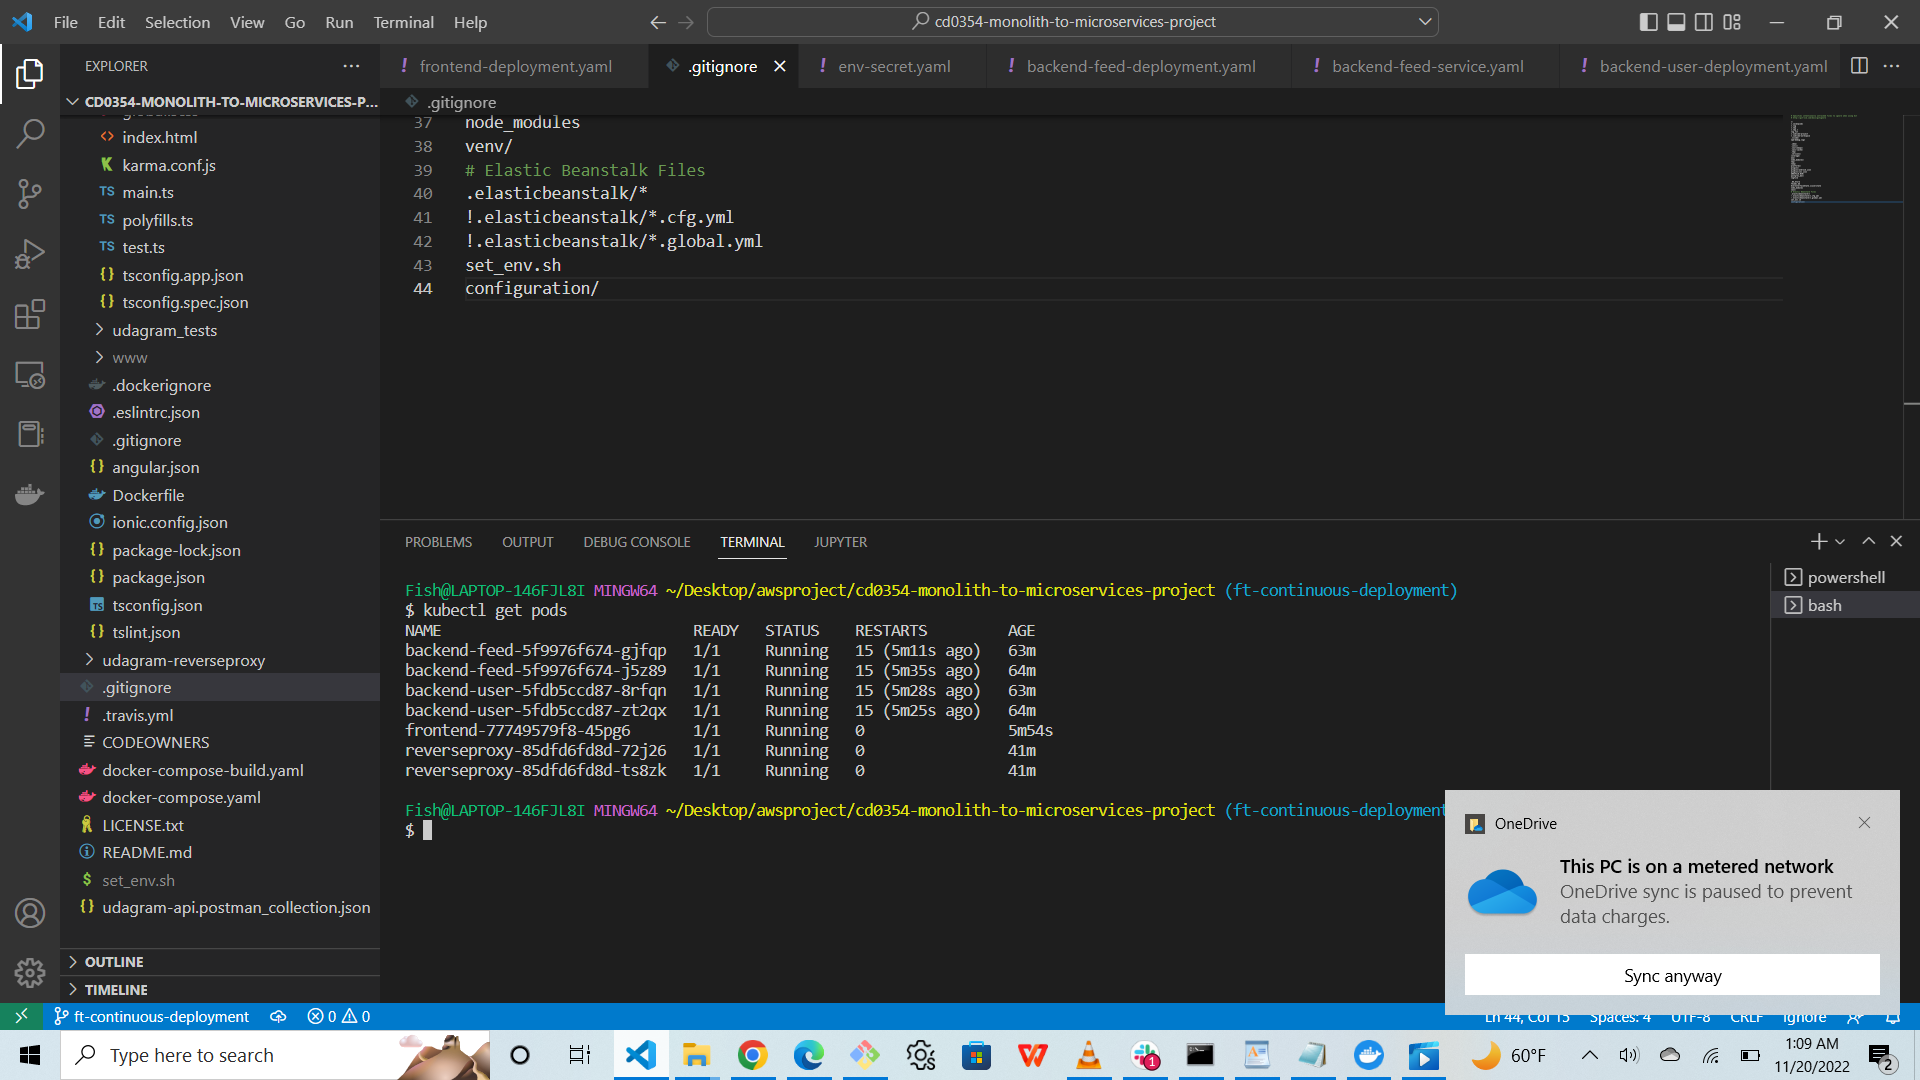 File Edit Selection View Go Run Terminal Help
cd0354-monolith-to-microservices-project
EXPLORER
CD0354-MONOLITH-TO-MICROSERVICES-P...
index.html
karma.conf.js
TS main.ts
TS polyfills.ts
TS test.ts
{} tsconfig.app.json
{} tsconfig.spec.json
udagram_tests
www
.dockerignore
.eslintrc.json
.gitignore
{} angular.json
Dockerfile
ionic.config.json
{} package-lock.json
{} package.json
TS tsconfig.json
{} tslint.json
udagram-reverseproxy
.gitignore
! .travis.yml
CODEOWNERS
docker-compose-build.yaml
docker-compose.yaml
LICENSE.txt
README.md
$ set_env.sh
{} udagram-api.postman_collection.json
OUTLINE
TIMELINE
! frontend-deployment.yaml
.gitignore
! env-secret.yaml
! backend-feed-deployment.yaml
! backend-feed-service.yaml
! backend-user-deployment.yaml
.gitignore
37 node_modules
38 venv/
39 # Elastic Beanstalk Files
40 .elasticbeanstalk/*
41 !.elasticbeanstalk/*.cfg.yml
42 !.elasticbeanstalk/*.global.yml
43 set_env.sh
44 configuration/
PROBLEMS OUTPUT DEBUG CONSOLE TERMINAL JUPYTER
powershell
bash
Fish@LAPTOP-146FJL8I MINGW64 ~/Desktop/awsproject/cd0354-monolith-to-microservices-project (ft-continuous-deployment)
$ kubectl get pods
NAME READY STATUS RESTARTS AGE
backend-feed-5f9976f674-gjfqp 1/1 Running 15 (5m11s ago) 63m
backend-feed-5f9976f674-j5z89 1/1 Running 15 (5m35s ago) 64m
backend-user-5fdb5ccd87-8rfqn 1/1 Running 15 (5m28s ago) 63m
backend-user-5fdb5ccd87-zt2qx 1/1 Running 15 (5m25s ago) 64m
frontend-77749579f8-45pg6 1/1 Running 0 5m54s
reverseproxy-85dfd6fd8d-72j26 1/1 Running 0 41m
reverseproxy-85dfd6fd8d-ts8zk 1/1 Running 0 41m
Fish@LAPTOP-146FJL8I MINGW64 ~/Desktop/awsproject/cd0354-monolith-to-microservices-project (ft-continuous-deployment
$
OneDrive
This PC is on a metered network
OneDrive sync is paused to prevent
data charges.
Sync anyway
ft-continuous-deployment 0 0
Ln 44, Col 15 Spaces: 4 UTF-8 CRLF Ignore
Type here to search
1
60°F
1:09 AM
11/20/2022
2